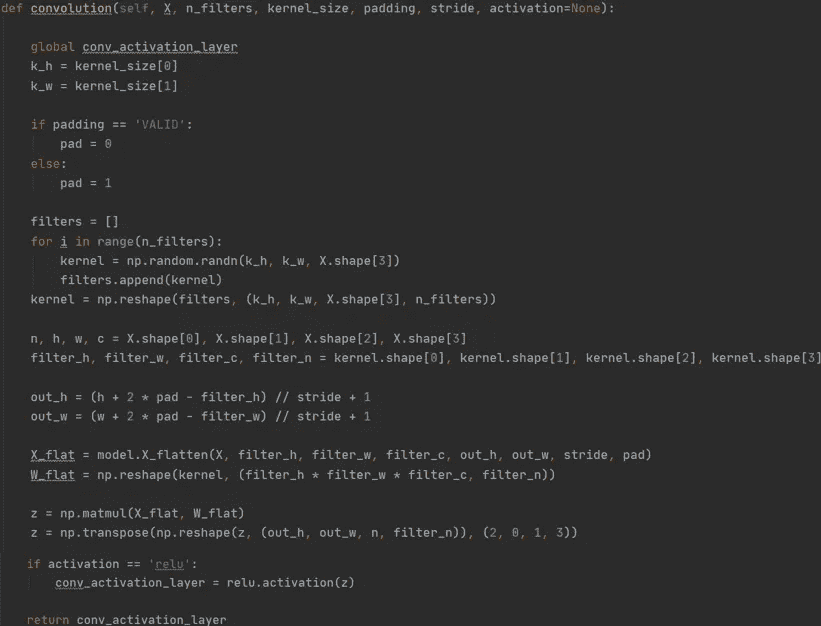 def convolution(self, X, n_filters, kernel_size, padding, stride, activation=None):
global conv_activation_layer
k_h = kernel_size[0]
k_w = kernel_size[1]
if padding == 'VALID':
pad = 0
else:
pad = 1
filters = []
for i in range(n_filters):
kernel = np.random.randn(k_h, k_w, X.shape[3])
filters.append(kernel)
kernel = np.reshape(filters, (k_h, k_w, X.shape[3], n_filters))
n, h, w, c = X.shape[0], X.shape[1], X.shape[2], X.shape[3]
filter_h, filter_w, filter_c, filter_n = kernel.shape[0], kernel.shape[1], kernel.shape[2], kernel.shape[3]
out_h = (h + 2 * pad - filter_h) // stride + 1
out_w = (w + 2 * pad - filter_w) // stride + 1
X_flat = model.X_flatten(X, filter_h, filter_w, filter_c, out_h, out_w, stride, pad)
W_flat = np.reshape(kernel, (filter_h * filter_w * filter_c, filter_n))
z = np.matmul(X_flat, W_flat)
z = np.transpose(np.reshape(z, (out_h, out_w, n, filter_n)), (2, 0, 1, 3))
if activation == 'relu':
conv_activation_layer = relu.activation(z)
return conv_activation_layer